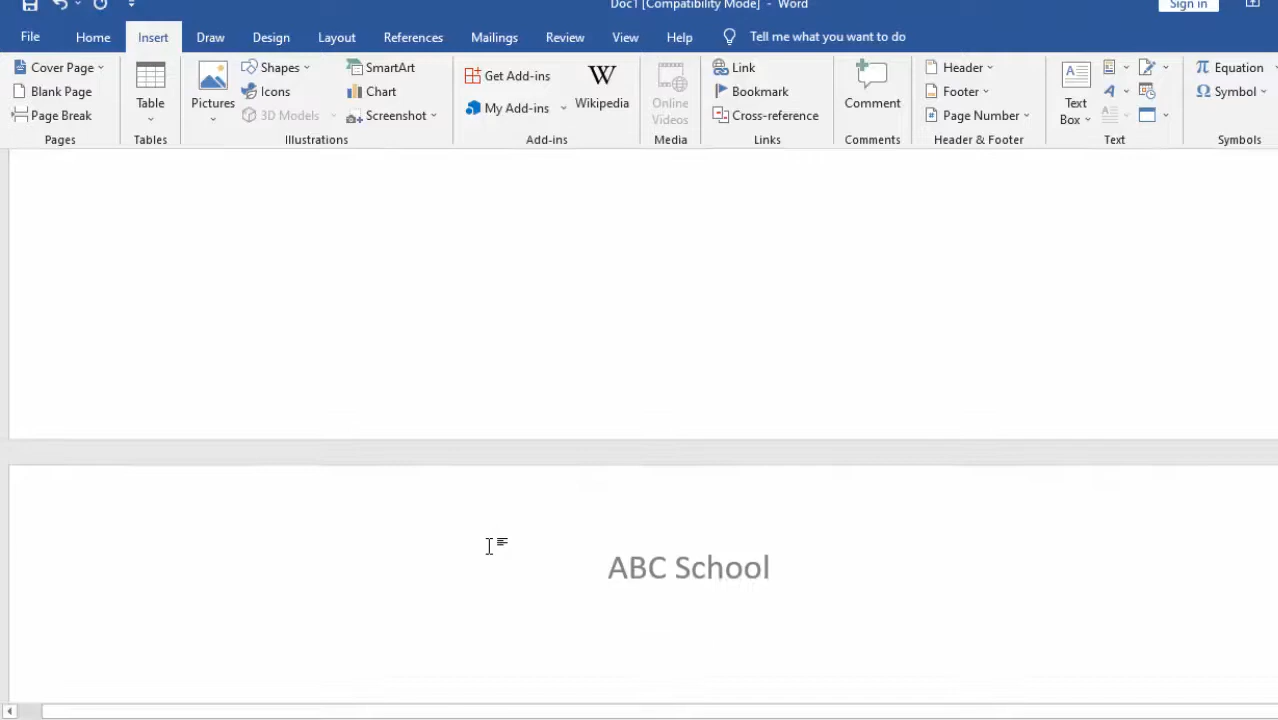 Doc1 [Compatibility Mode] - Word
Sign in
File Home Insert Draw Design Layout References Mailings Review View Help Tell me what you want to do
Cover Page
Blank Page
Page Break
Pages
Table
Tables
Pictures
Shapes
Icons
3D Models
SmartArt
Chart
Screenshot
Illustrations
Get Add-ins
My Add-ins
W
Wikipedia
Add-ins
Online
Videos
Media
Link
Bookmark
Cross-reference
Links
Comment
Comments
Header
Footer
Page Number
Header & Footer
A
Text
Box
A
A
Text
π Equation
Ω Symbol
Symbols
ABC School